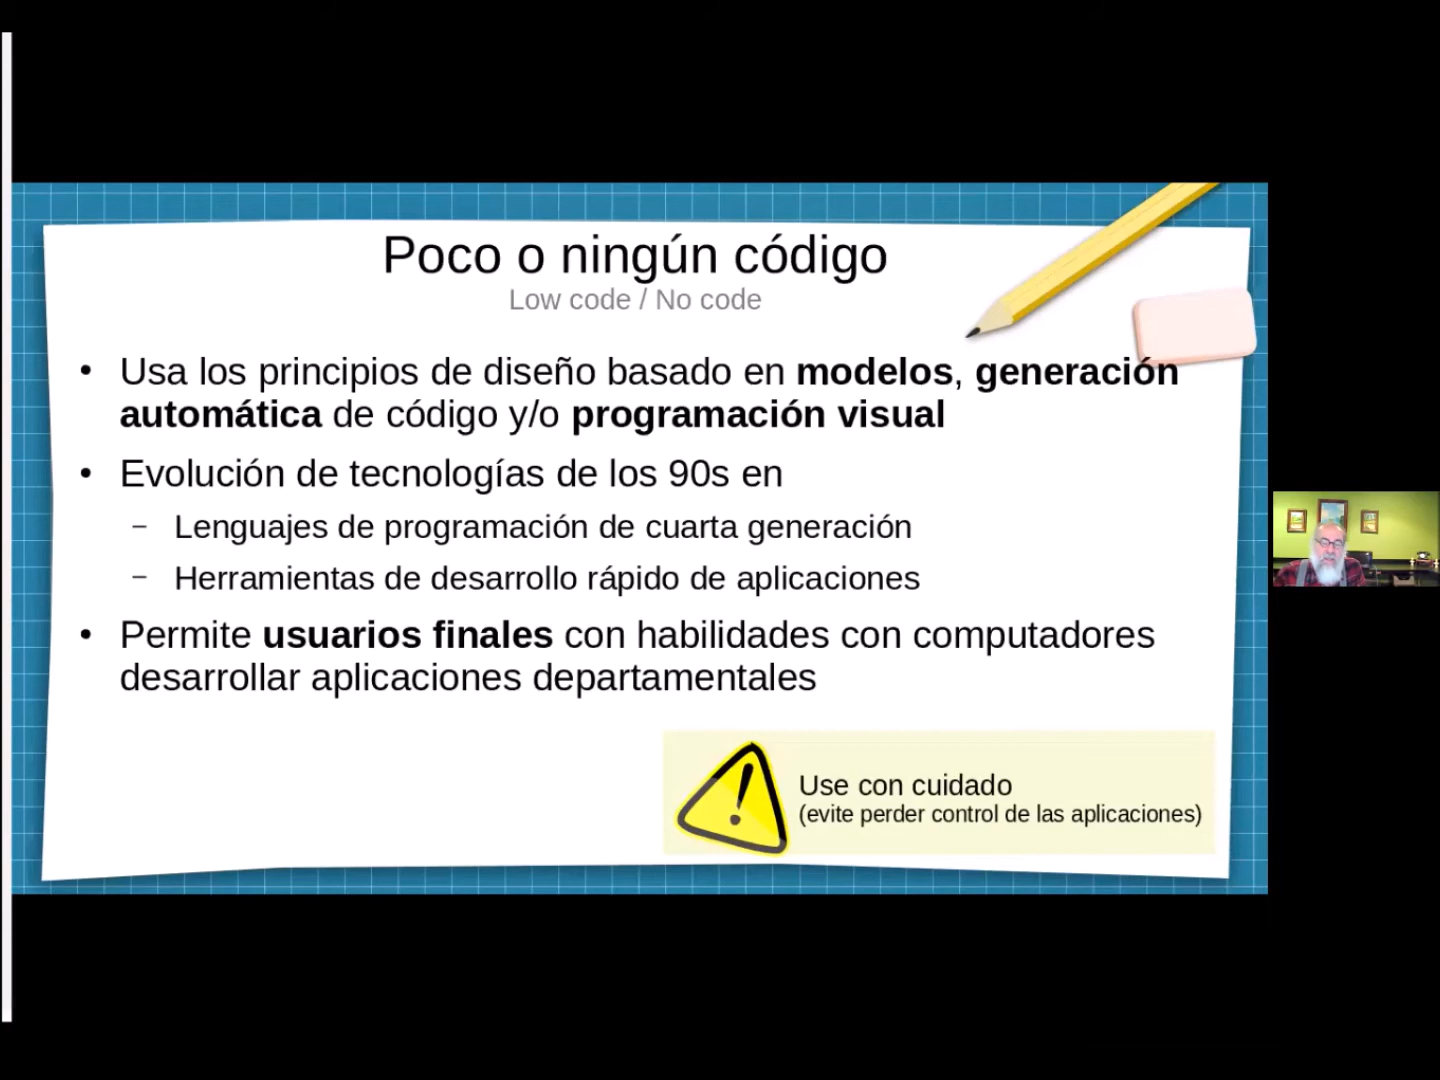 Poco o ningún código
Low code / No code
• Usa los principios de diseño basado en modelos, generación
automática de código y/o programación visual
• Evolución de tecnologías de los 90s en
– Lenguajes de programación de cuarta generación
– Herramientas de desarrollo rápido de aplicaciones
• Permite usuarios finales con habilidades con computadores
desarrollar aplicaciones departamentales
Use con cuidado
(evite perder control de las aplicaciones)